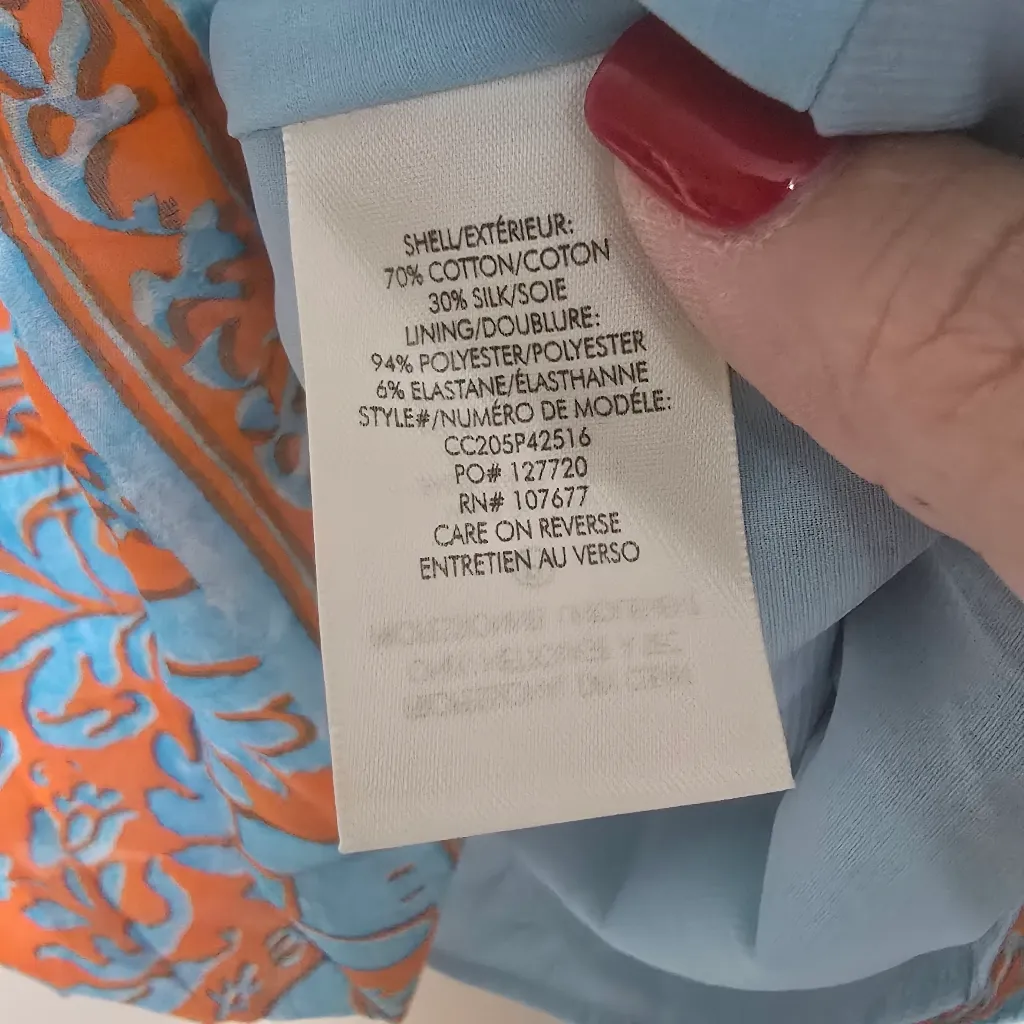 SHELL/EXTÉRIEUR:
70% COTTON/COTON
30% SILK/SOIE
LINING/DOUBLURE:
94% POLYESTER/POLYESTER
6% ELASTANE/ÉLASTHANNE
STYLE#/NUMÉRO DE MODÉLE:
CC205P42516
PO# 127720
RN# 107677
CARE ON REVERSE
ENTRETIEN AU VERSO